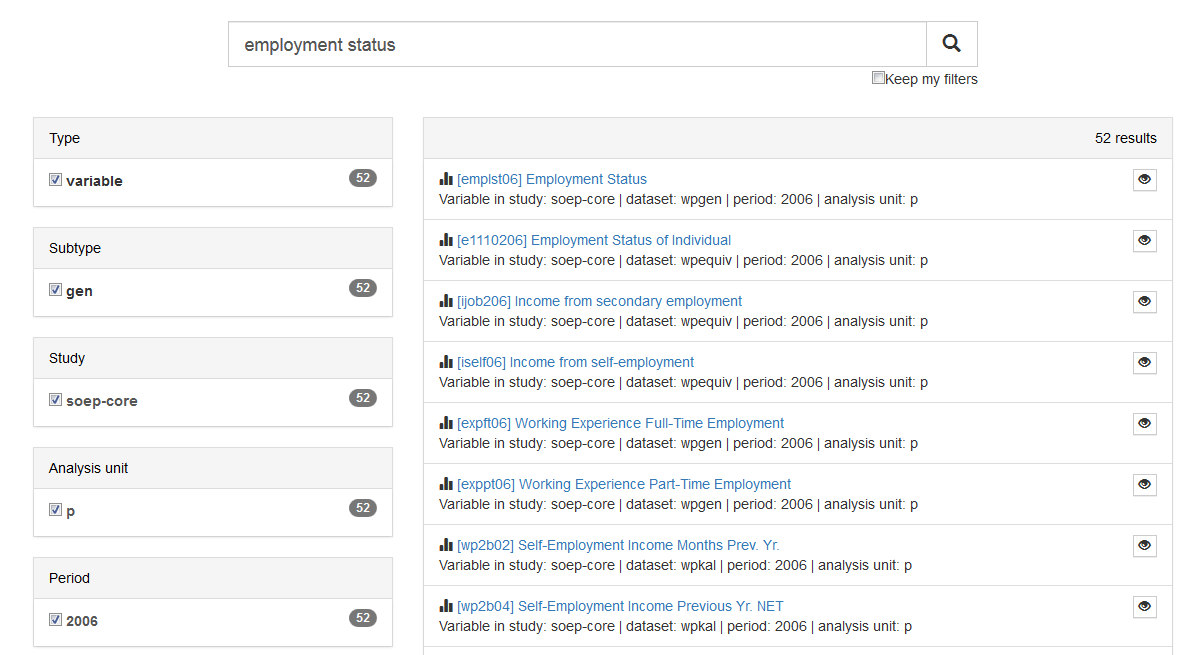 employment status
Keep my filters
Type
variable 52
Subtype
gen 52
Study
soep-core 52
Analysis unit
p 52
Period
2006 52
52 results
[emplst06] Employment Status
Variable in study: soep-core | dataset: wpgen | period: 2006 | analysis unit: p
[e1110206] Employment Status of Individual
Variable in study: soep-core | dataset: wpequiv | period: 2006 | analysis unit: p
[ijob206] Income from secondary employment
Variable in study: soep-core | dataset: wpequiv | period: 2006 | analysis unit: p
[iself06] Income from self-employment
Variable in study: soep-core | dataset: wpequiv | period: 2006 | analysis unit: p
[expft06] Working Experience Full-Time Employment
Variable in study: soep-core | dataset: wpgen | period: 2006 | analysis unit: p
[exppt06] Working Experience Part-Time Employment
Variable in study: soep-core | dataset: wpgen | period: 2006 | analysis unit: p
[wp2b02] Self-Employment Income Months Prev. Yr.
Variable in study: soep-core | dataset: wpkal | period: 2006 | analysis unit: p
[wp2b04] Self-Employment Income Previous Yr. NET
Variable in study: soep-core | dataset: wpkal | period: 2006 | analysis unit: p